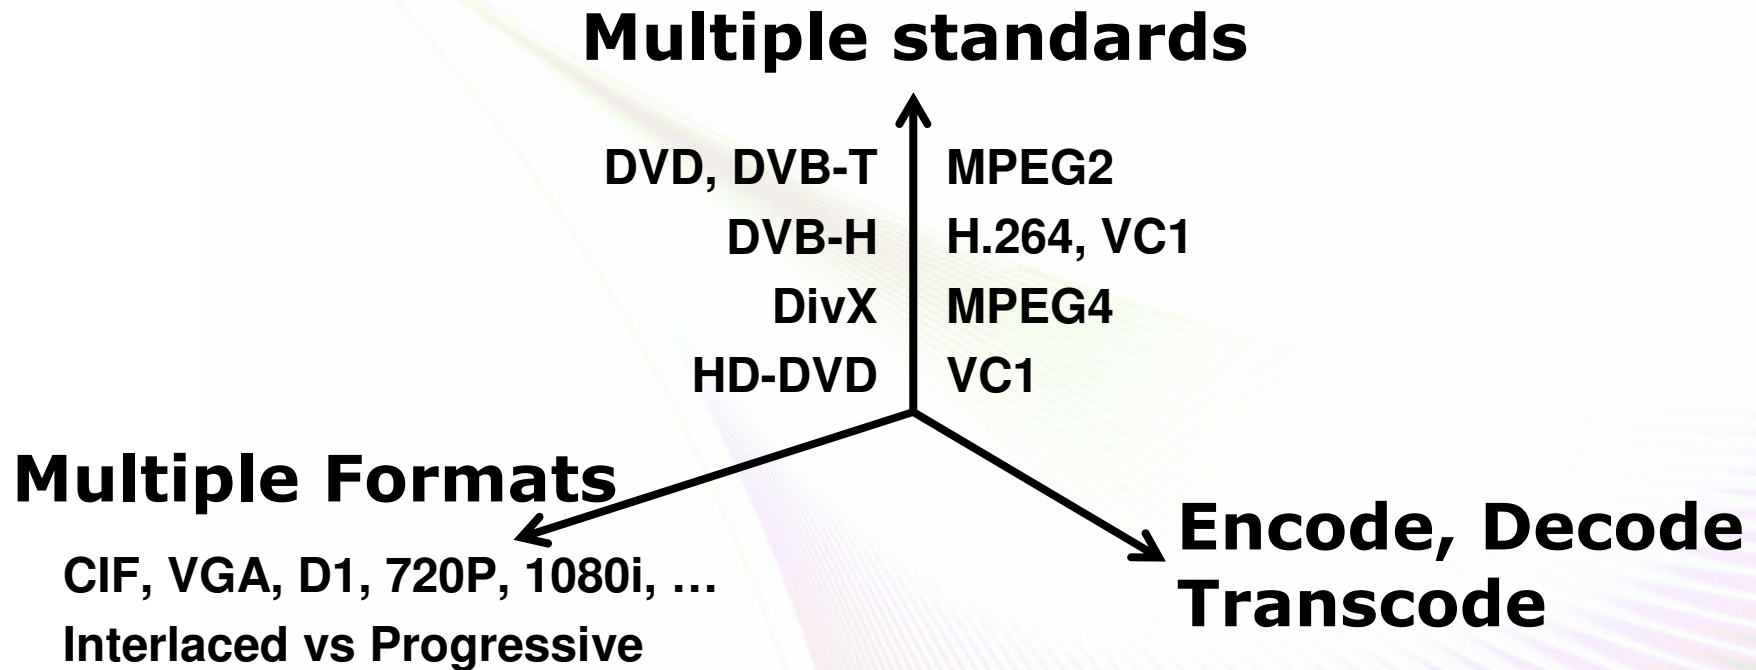 Multiple standards
DVD, DVB-T MPEG2
DVB-H H.264, VC1
DivX MPEG4
HD-DVD VC1
Multiple Formats
CIF, VGA, D1, 720P, 1080i, …
Interlaced vs Progressive
Encode, Decode
Transcode